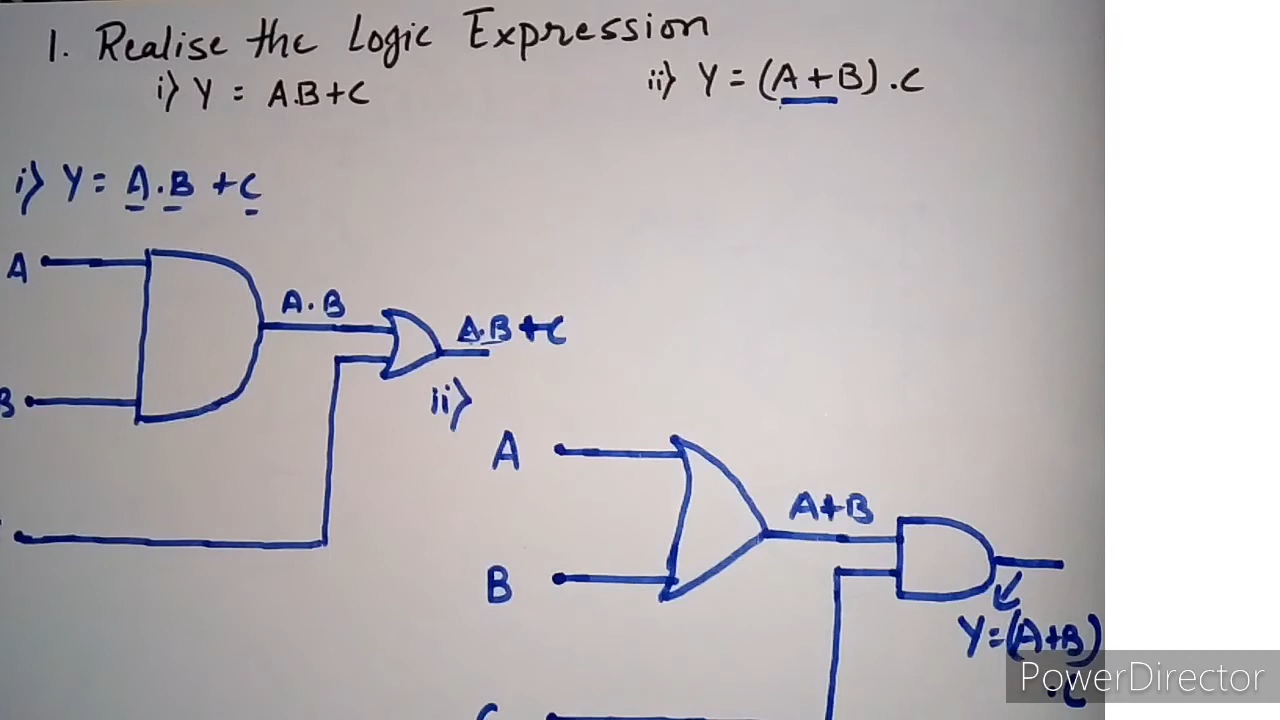 1. Realise the Logic Expression
i) Y = A.B+C
ii) Y = (A+B).C
i) Y = A.B + C
A
A.B
A.B+C
B
ii)
A
A+B
B
Y=(A+B)
.C
C
PowerDirector